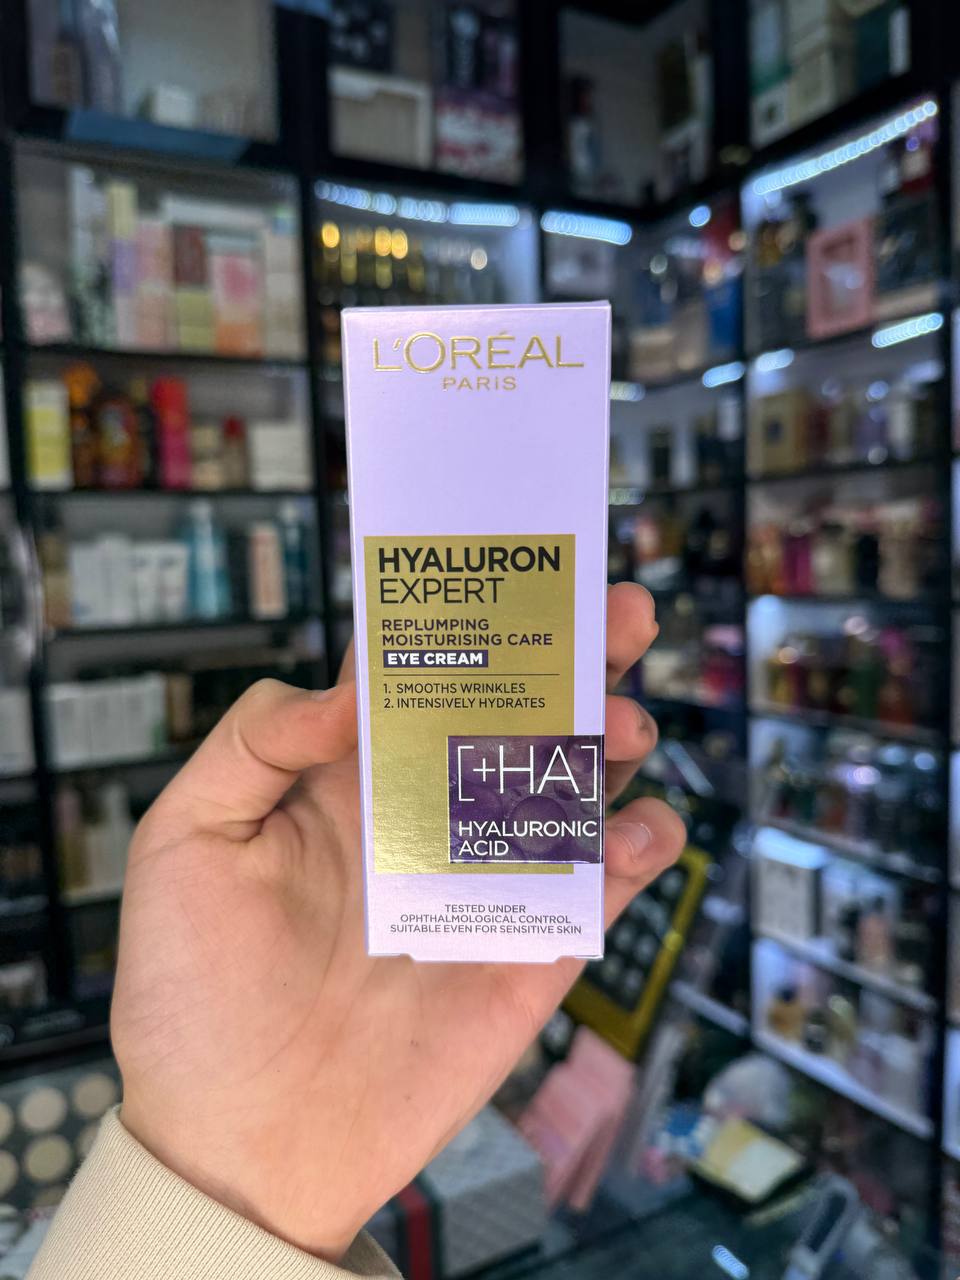 L'ORÉAL
PARIS
HYALURON
EXPERT
REPLUMPING
MOISTURISING CARE
EYE CREAM
1. SMOOTHS WRINKLES
2. INTENSIVELY HYDRATES
[+HA]
HYALURONIC
ACID
TESTED UNDER
OPHTHALMOLOGICAL CONTROL
SUITABLE EVEN FOR SENSITIVE SKIN